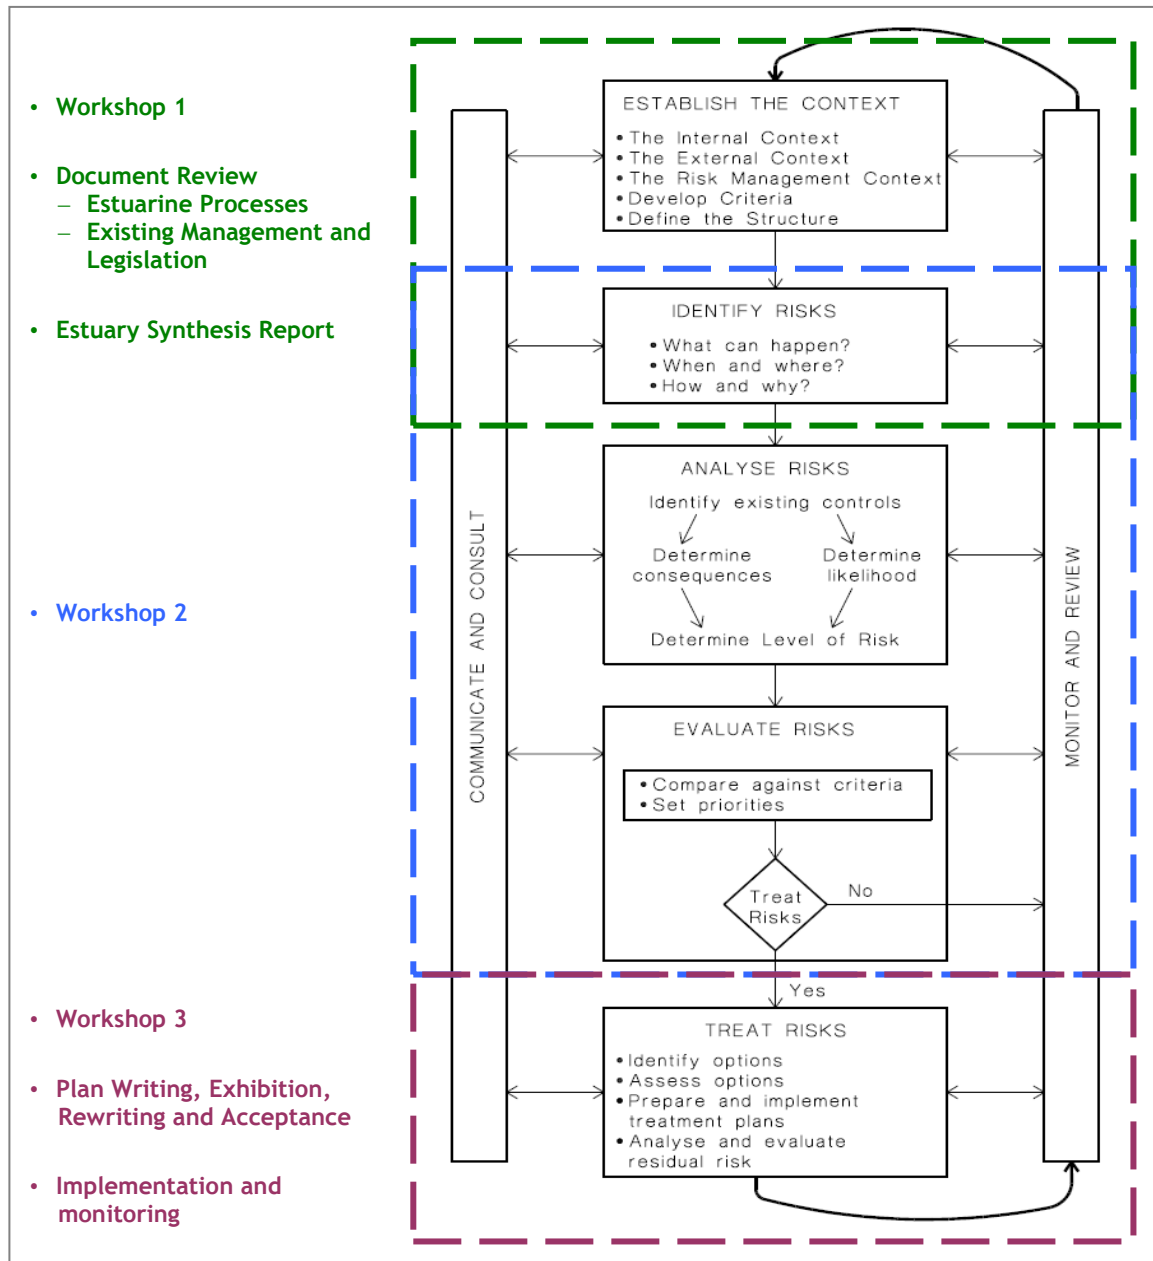 • Workshop 1
• Document Review
– Estuarine Processes
– Existing Management and
Legislation
• Estuary Synthesis Report
• Workshop 2
• Workshop 3
• Plan Writing, Exhibition,
Rewriting and Acceptance
• Implementation and
monitoring
COMMUNICATE AND CONSULT
ESTABLISH THE CONTEXT
• The Internal Context
• The External Context
• The Risk Management Context
• Develop Criteria
• Define the Structure
IDENTIFY RISKS
• What can happen?
• When and where?
• How and why?
ANALYSE RISKS
Identify existing controls
Determine
consequences
Determine
likelihood
Determine Level of Risk
EVALUATE RISKS
• Compare against criteria
• Set priorities
Treat
Risks
No
Yes
TREAT RISKS
• Identify options
• Assess options
• Prepare and implement
treatment plans
• Analyse and evaluate
residual risk
MONITOR AND REVIEW